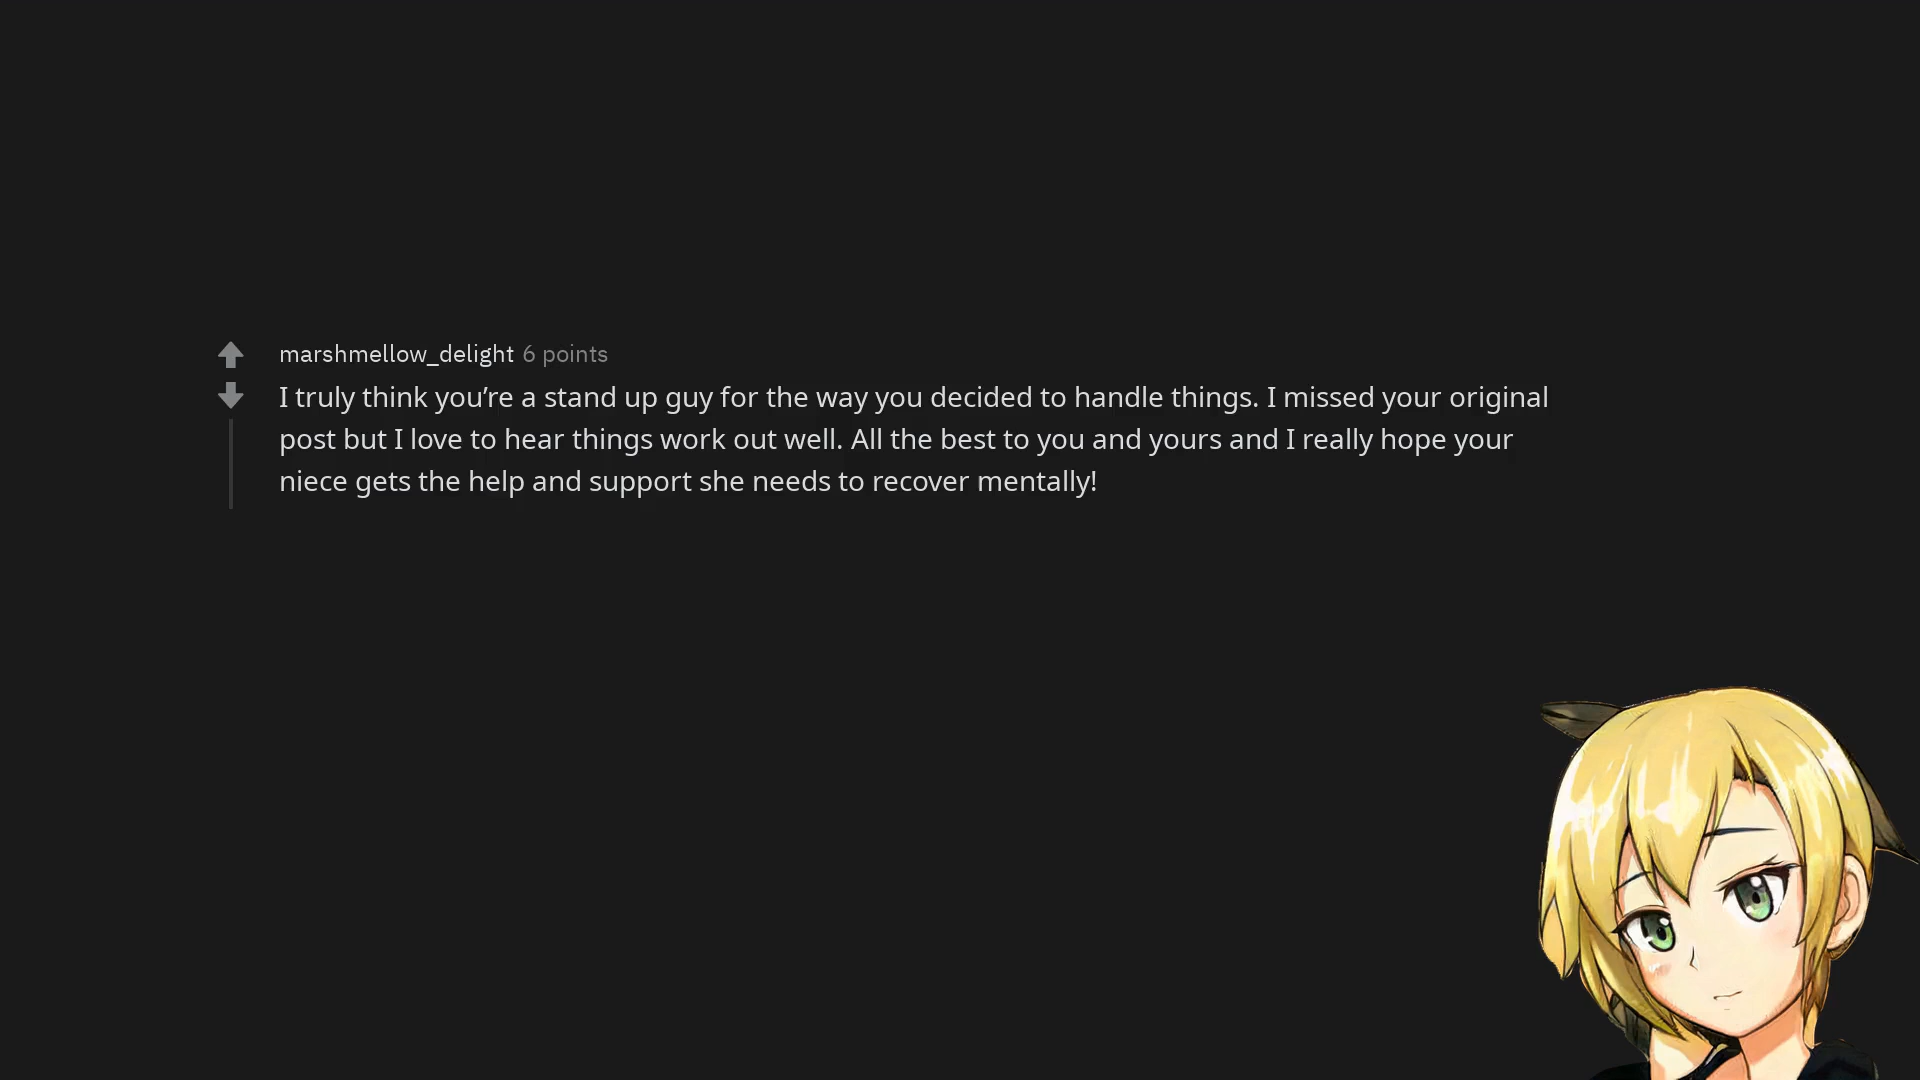 marshmellow_delight 6 points
I truly think you’re a stand up guy for the way you decided to handle things. I missed your original
post but I love to hear things work out well. All the best to you and yours and I really hope your
niece gets the help and support she needs to recover mentally!